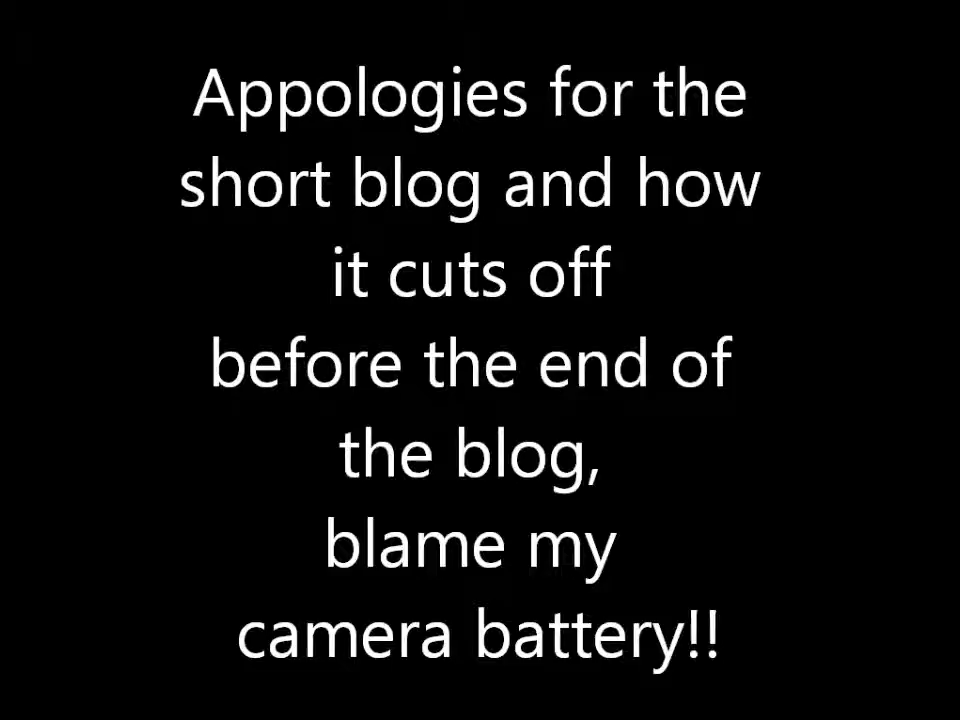 Appologies for the
short blog and how
it cuts off
before the end of
the blog,
blame my
camera battery!!